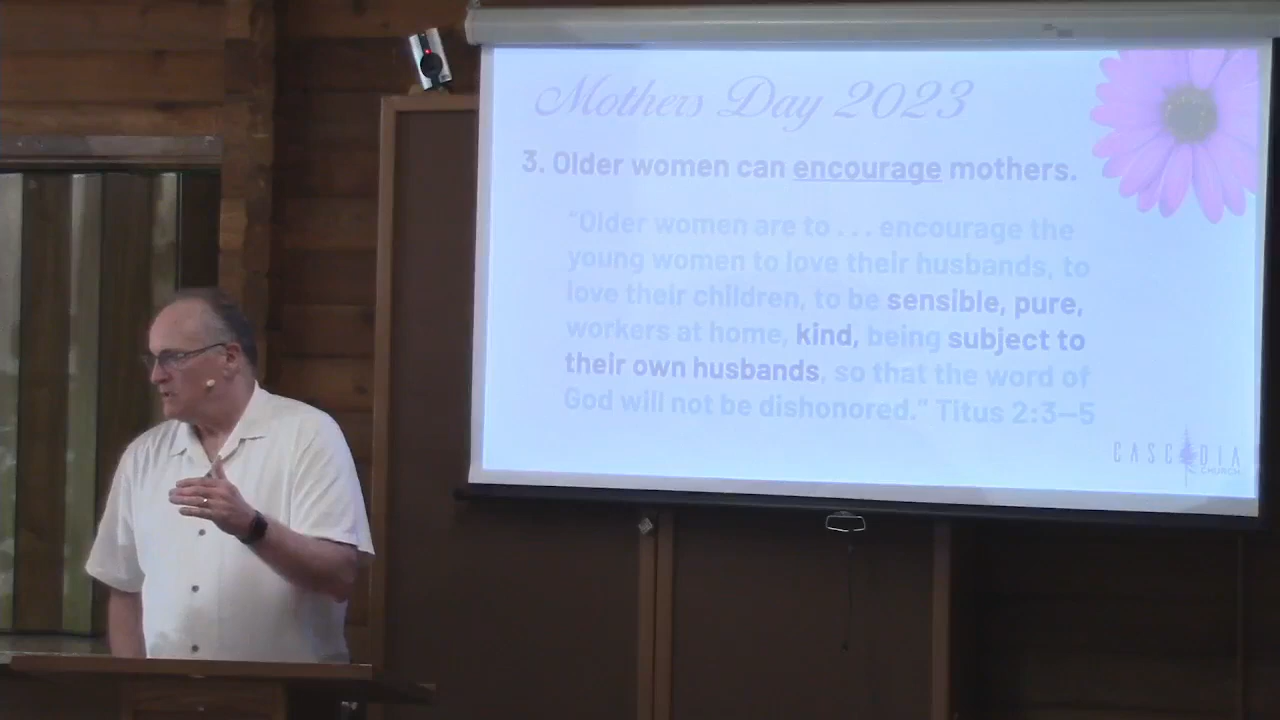 Mothers Day 2023
3. Older women can encourage mothers.
“Older women are to . . . encourage the
young women to love their husbands, to
love their children, to be sensible, pure,
workers at home, kind, being subject to
their own husbands, so that the word of
God will not be dishonored.” Titus 2:3–5
CASCADIA
CHURCH